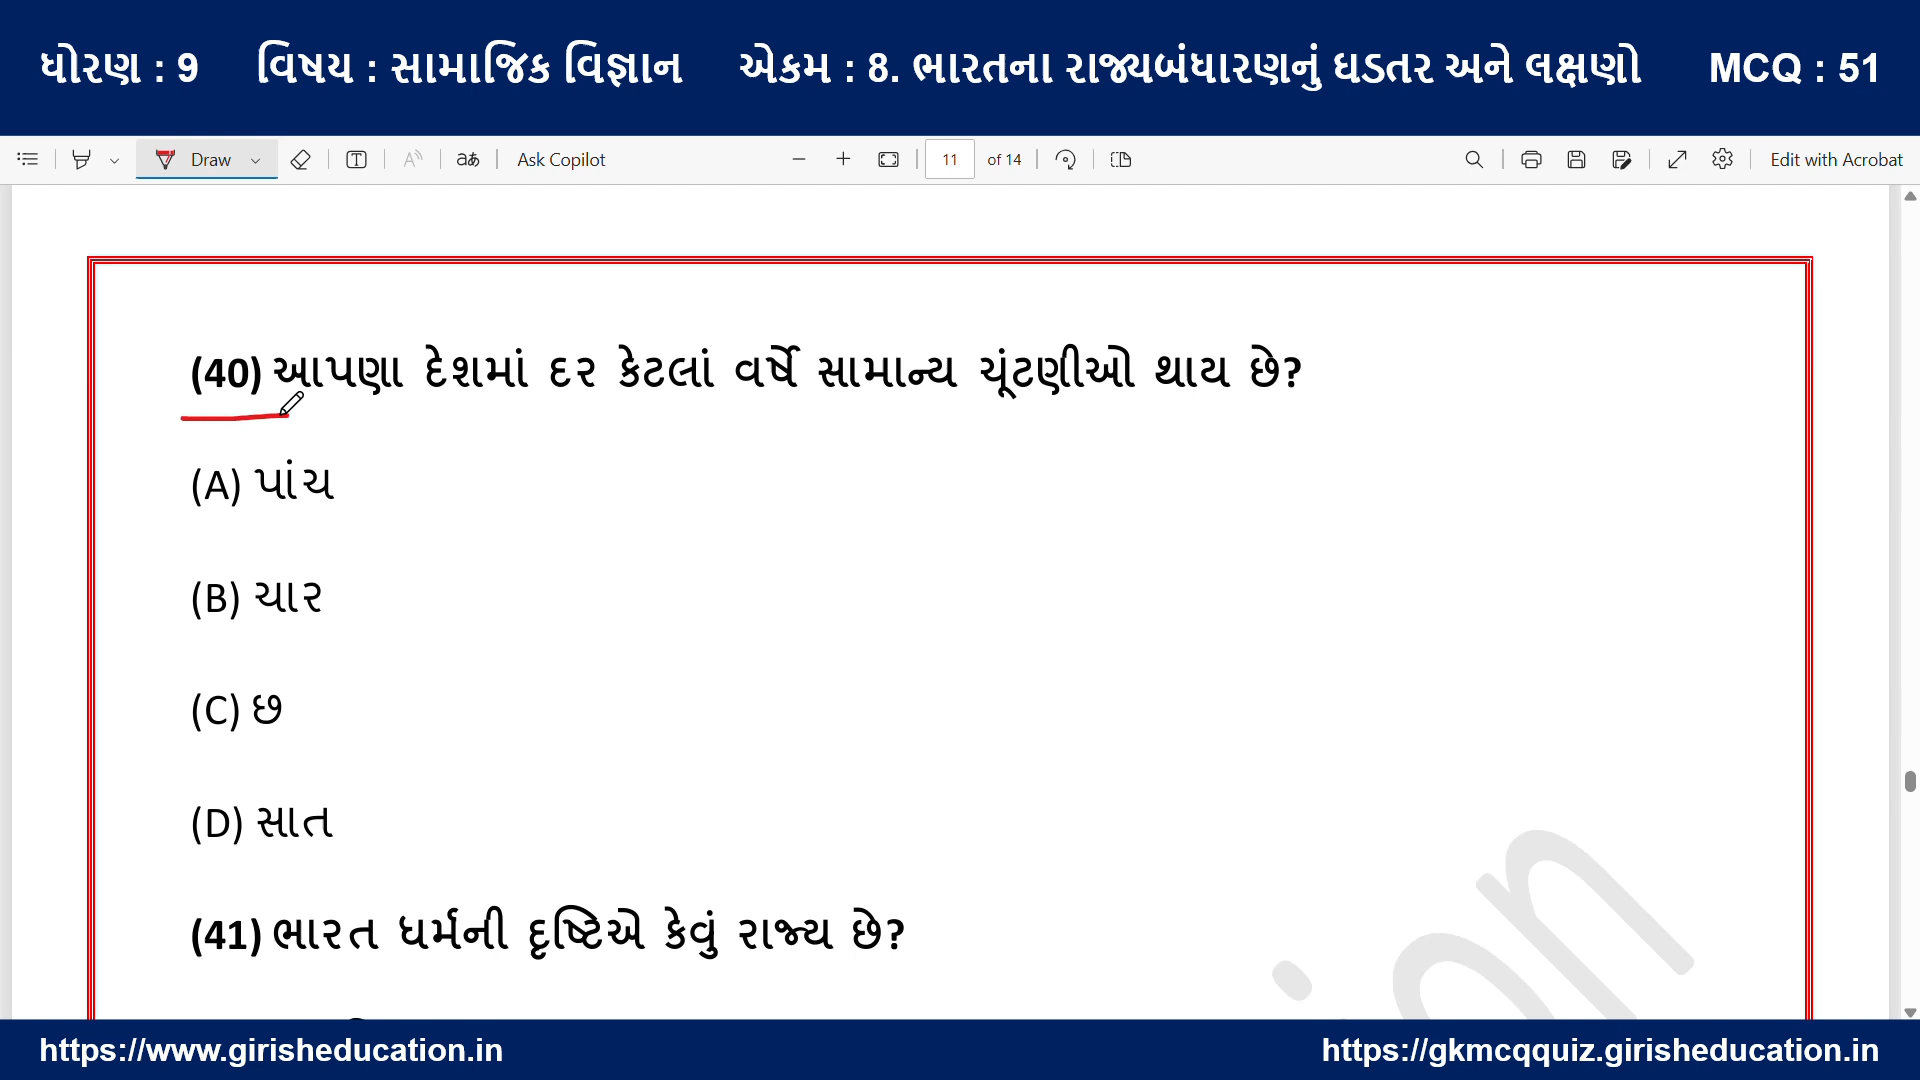 ધોરણ : 9 વિષય : સામાજિક વિજ્ઞાન એકમ : 8. ભારતના રાજ્યબંધારણનું ઘડતર અને લક્ષણો MCQ : 51
Draw Ask Copilot 11 of 14 Edit with Acrobat
(40) આપણા દેશમાં દર કેટલાં વર્ષે સામાન્ય ચૂંટણીઓ થાય છે?
(A) પાંચ
(B) ચાર
(C) છ
(D) સાત
(41) ભારત ધર્મની દૃષ્ટિએ કેવું રાજ્ય છે?
https://www.girisheducation.in https://gkmcqquiz.girisheducation.in